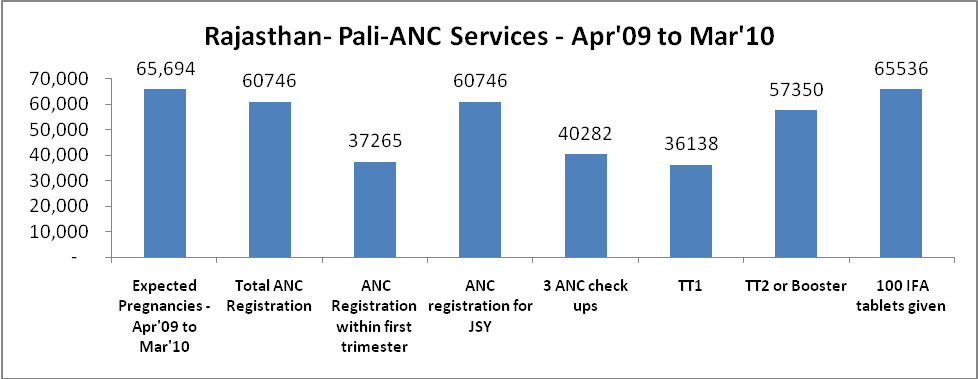 Rajasthan- Pali-ANC Services - Apr'09 to Mar'10
70,000
60,000
50,000
40,000
30,000
20,000
10,000
-
65,694
60746
37265
60746
40282
36138
57350
65536
Expected
Pregnancies -
Apr'09 to
Mar'10
Total ANC
Registration
ANC
Registration
within first
trimester
ANC
registration for
JSY
3 ANC check
ups
TT1
TT2 or Booster
100 IFA
tablets given